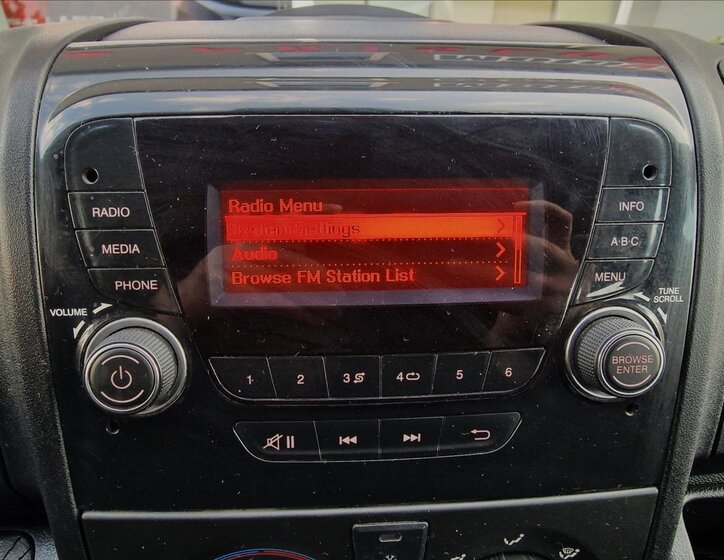 Radio Menu
System Settings
Audio
Browse FM Station List
RADIO
MEDIA
PHONE
VOLUME
INFO
A·B·C
MENU
TUNE
SCROLL
BROWSE
ENTER
1 2 3 4 5 6